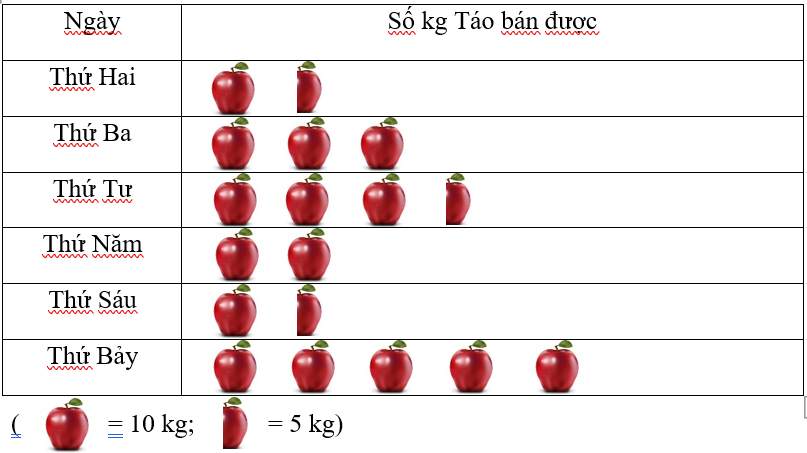 Ngày Số kg Táo bán được
Thứ Hai
Thứ Ba
Thứ Tư
Thứ Năm
Thứ Sáu
Thứ Bảy
( = 10 kg; = 5 kg)